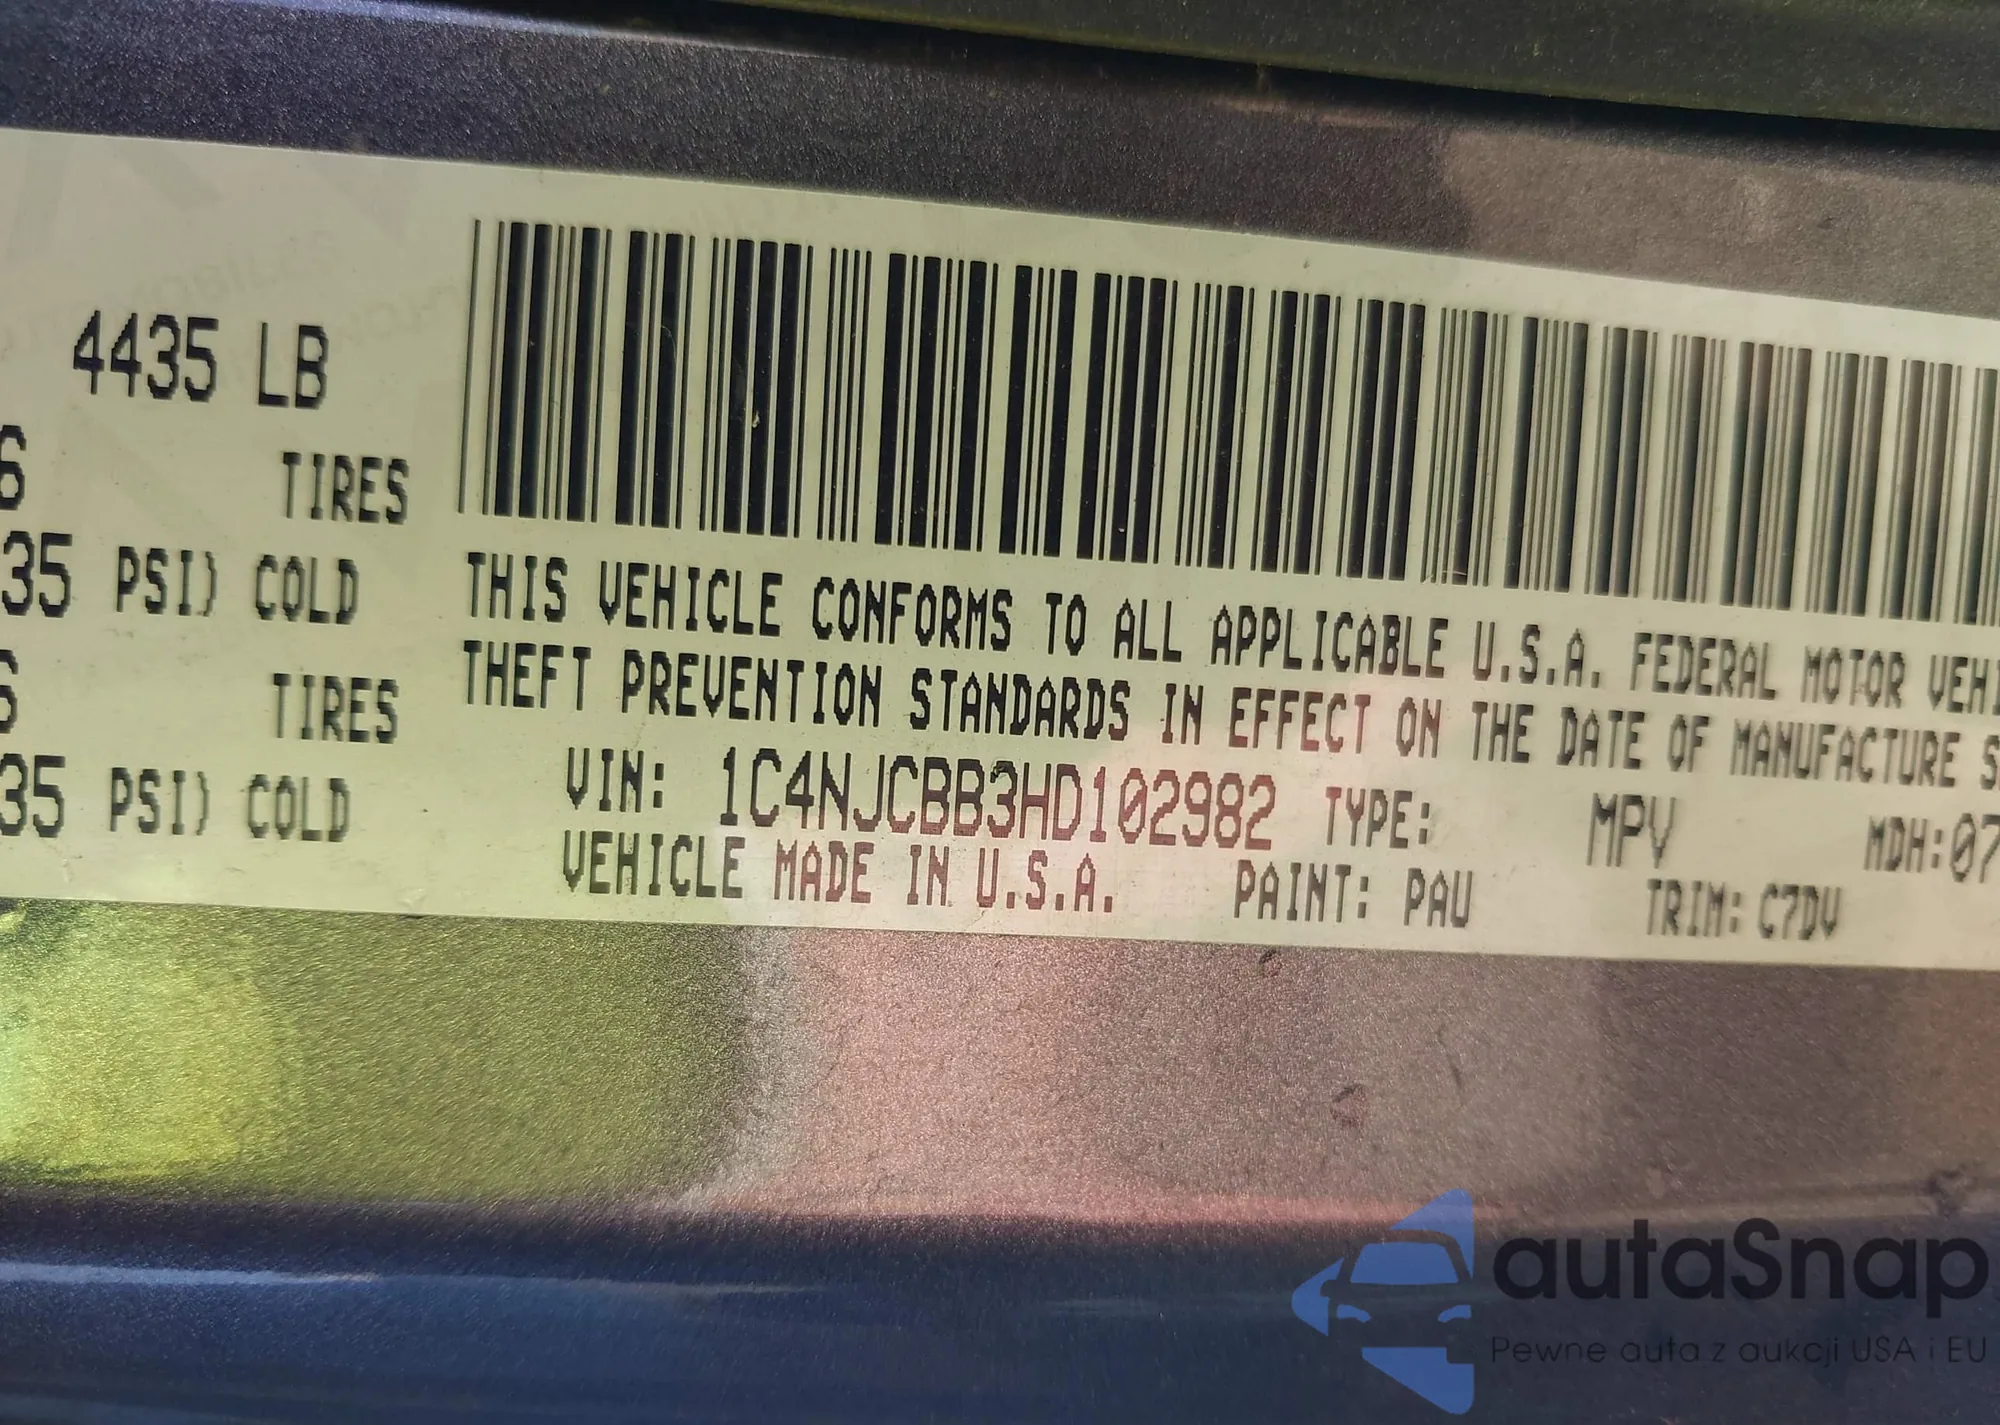 4435 LB
6 TIRES
35 PSI) COLD
TIRES
35 PSI) COLD
THIS VEHICLE CONFORMS TO ALL APPLICABLE U.S.A. FEDERAL MOTOR VEHI
THEFT PREVENTION STANDARDS IN EFFECT ON THE DATE OF MANUFACTURE S
VIN: 1C4NJCBB3HD102982 TYPE: MPV MDH:07
VEHICLE MADE IN U.S.A. PAINT: PAU TRIM: C7DV
autaSnap
Pewne auta z aukcji USA i EU